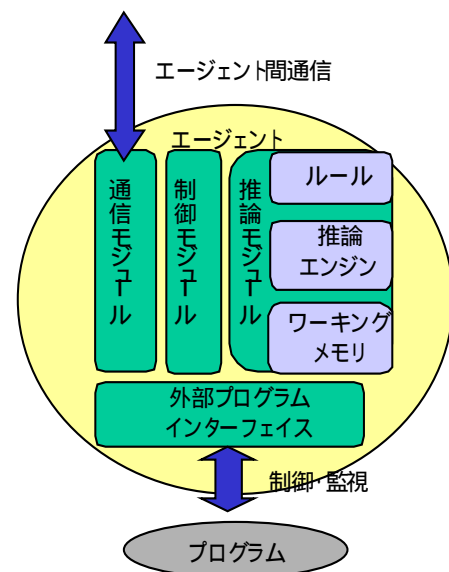 エージェント間通信
エージェント
通信モジュール
制御モジュール
推論モジュール
ルール
推論
エンジン
ワーキング
メモリ
外部プログラム
インターフェイス
制御・監視
プログラム